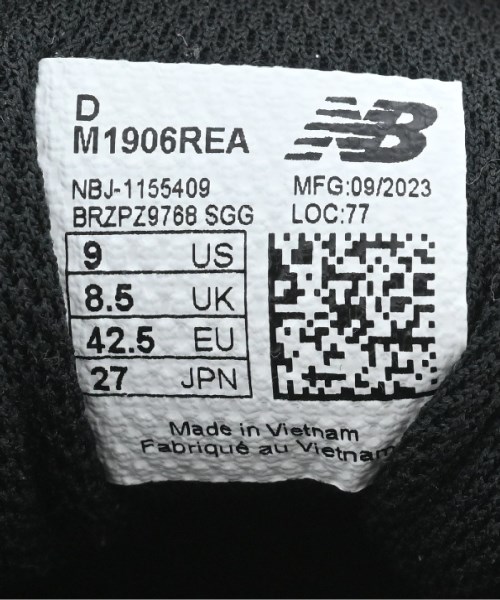 D
M1906REA
NB
NBJ-1155409
MFG:09/2023
BRZPZ9768 SGG
LOC:77
9 US
8.5 UK
42.5 EU
27 JPN
Made in Vietnam
Fabriqué au Vietnam